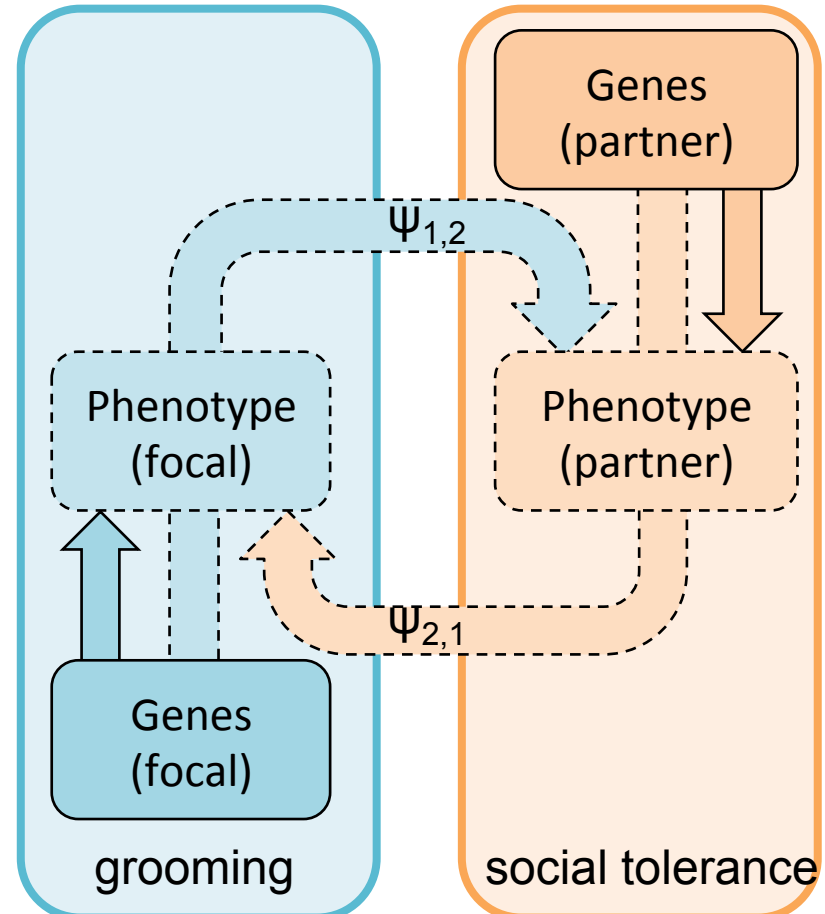 Genes
(partner)
Ψ1,2
Phenotype
(focal)
Phenotype
(partner)
Ψ2,1
Genes
(focal)
grooming
social tolerance